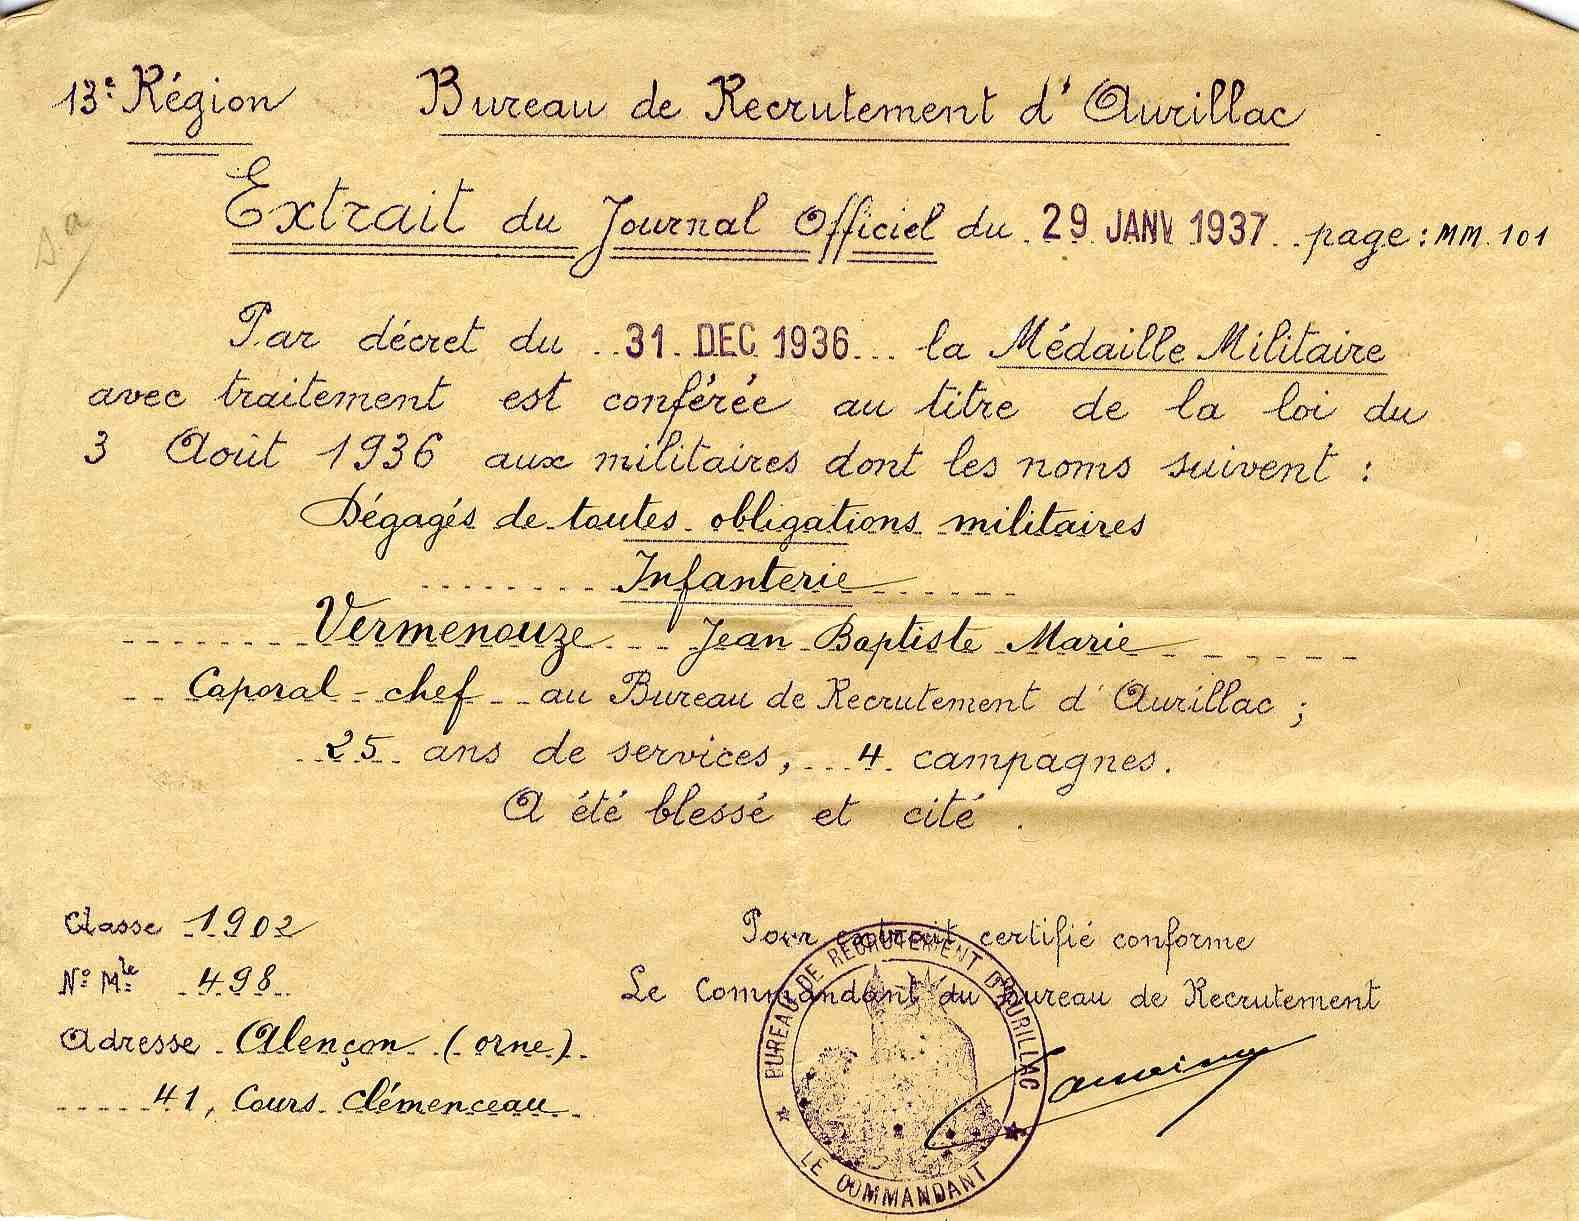 13e Région Bureau de Recrutement d'Aurillac
Extrait du Journal Officiel du 29 JANV 1937 page : MM. 101
Par décret du 31 DEC 1936 la Médaille Militaire
avec traitement est conférée au titre de la loi du
3 Août 1936 aux militaires dont les noms suivent :
Dégagés de toutes obligations militaires
Infanterie
Vermenouze Jean Baptiste Marie
Caporal-chef au Bureau de Recrutement d'Aurillac ;
25 ans de services, 4 campagnes.
A été blessé et cité.
Classe 1902
No Mle 498
Adresse Alençon (orne)
41, Cours Clémenceau
Pour extrait certifié conforme
Le Commandant du Bureau de Recrutement
BUREAU DE RECRUTEMENT D'AURILLAC
LE COMMANDANT